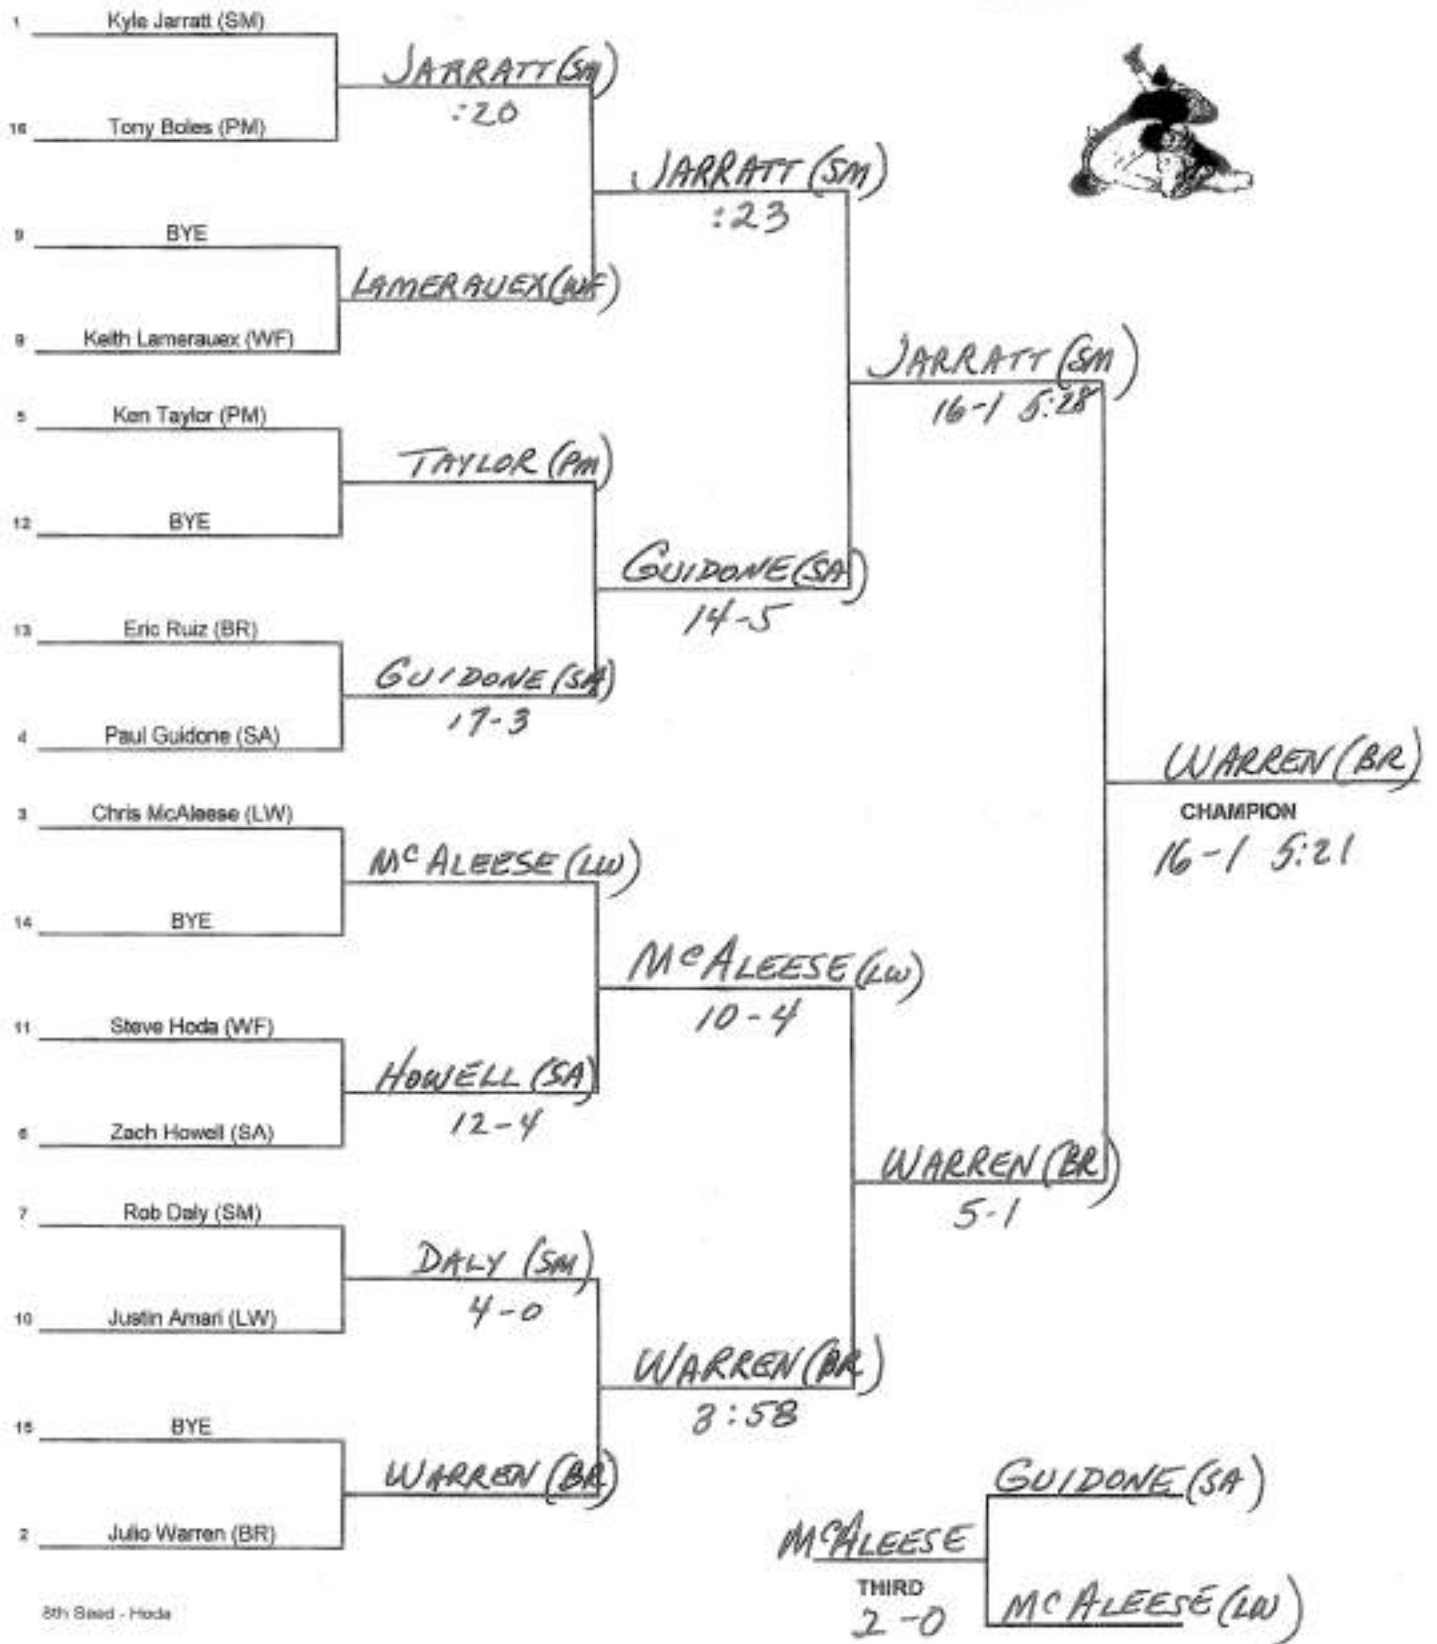 1 Kyle Jarratt (SM)
JARRATT (SM)
:20
16 Tony Boles (PM)
JARRATT (SM)
:23
9 BYE
LAMERAUEX (WF)
9 Keith Lamerauex (WF)
JARRATT (SM)
16-1 5:28
5 Ken Taylor (PM)
TAYLOR (PM)
12 BYE
GUIDONE (SA)
14-5
13 Eric Ruiz (BR)
GUIDONE (SA)
17-3
4 Paul Guidone (SA)
WARREN (BR)
CHAMPION
16-1 5:21
3 Chris McAleese (LW)
McALEESE (LW)
14 BYE
McALEESE (LW)
10-4
11 Steve Hoda (WF)
HOWELL (SA)
12-4
6 Zach Howell (SA)
WARREN (BR)
5-1
7 Rob Daly (SM)
DALY (SM)
4-0
10 Justin Amari (LW)
WARREN (BR)
3:58
15 BYE
WARREN (BR)
2 Julio Warren (BR)
GUIDONE (SA)
McALEESE
THIRD
2-0
McALEESE (LW)
8th Seed - Hoda